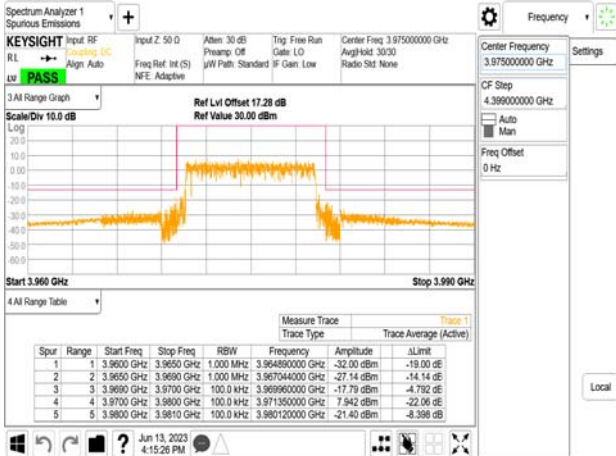 Spectrum Analyzer 1
Spurious Emissions
+
Frequency
KEYSIGHT Input: RF Input Z: 50 Ω Atten: 30 dB Trig: Free Run Center Freq: 3.975000000 GHz
RL Coupling: DC Preamp: Off Gate: LO Avg|Hold: 30/30
Align: Auto Freq Ref: Int (S) µW Path: Standard IF Gain: Low Radio Std: None
LV PASS NFE: Adaptive
Center Frequency
3.975000000 GHz
Settings
CF Step
4.399000000 GHz
Auto
Man
Freq Offset
0 Hz
Local
3 All Range Graph
Ref Lvl Offset 17.28 dB
Scale/Div 10.0 dB Ref Value 30.00 dBm
Log
20.0
10.0
0.00
-10.0
-20.0
-30.0
-40.0
-50.0
-60.0
Start 3.960 GHz Stop 3.990 GHz
4 All Range Table
Measure Trace Trace 1
Trace Type Trace Average (Active)
Spur Range Start Freq Stop Freq RBW Frequency Amplitude ΔLimit
1 1 3.9600 GHz 3.9650 GHz 1.000 MHz 3.964890000 GHz -32.00 dBm -19.00 dB
2 2 3.9650 GHz 3.9690 GHz 1.000 MHz 3.967044000 GHz -27.14 dBm -14.14 dB
3 3 3.9690 GHz 3.9700 GHz 100.0 kHz 3.969960000 GHz -17.79 dBm -4.792 dB
4 4 3.9700 GHz 3.9800 GHz 100.0 kHz 3.971350000 GHz 7.942 dBm -22.06 dB
5 5 3.9800 GHz 3.9810 GHz 100.0 kHz 3.980120000 GHz -21.40 dBm -8.398 dB
?
Jun 13, 2023
4:15:26 PM